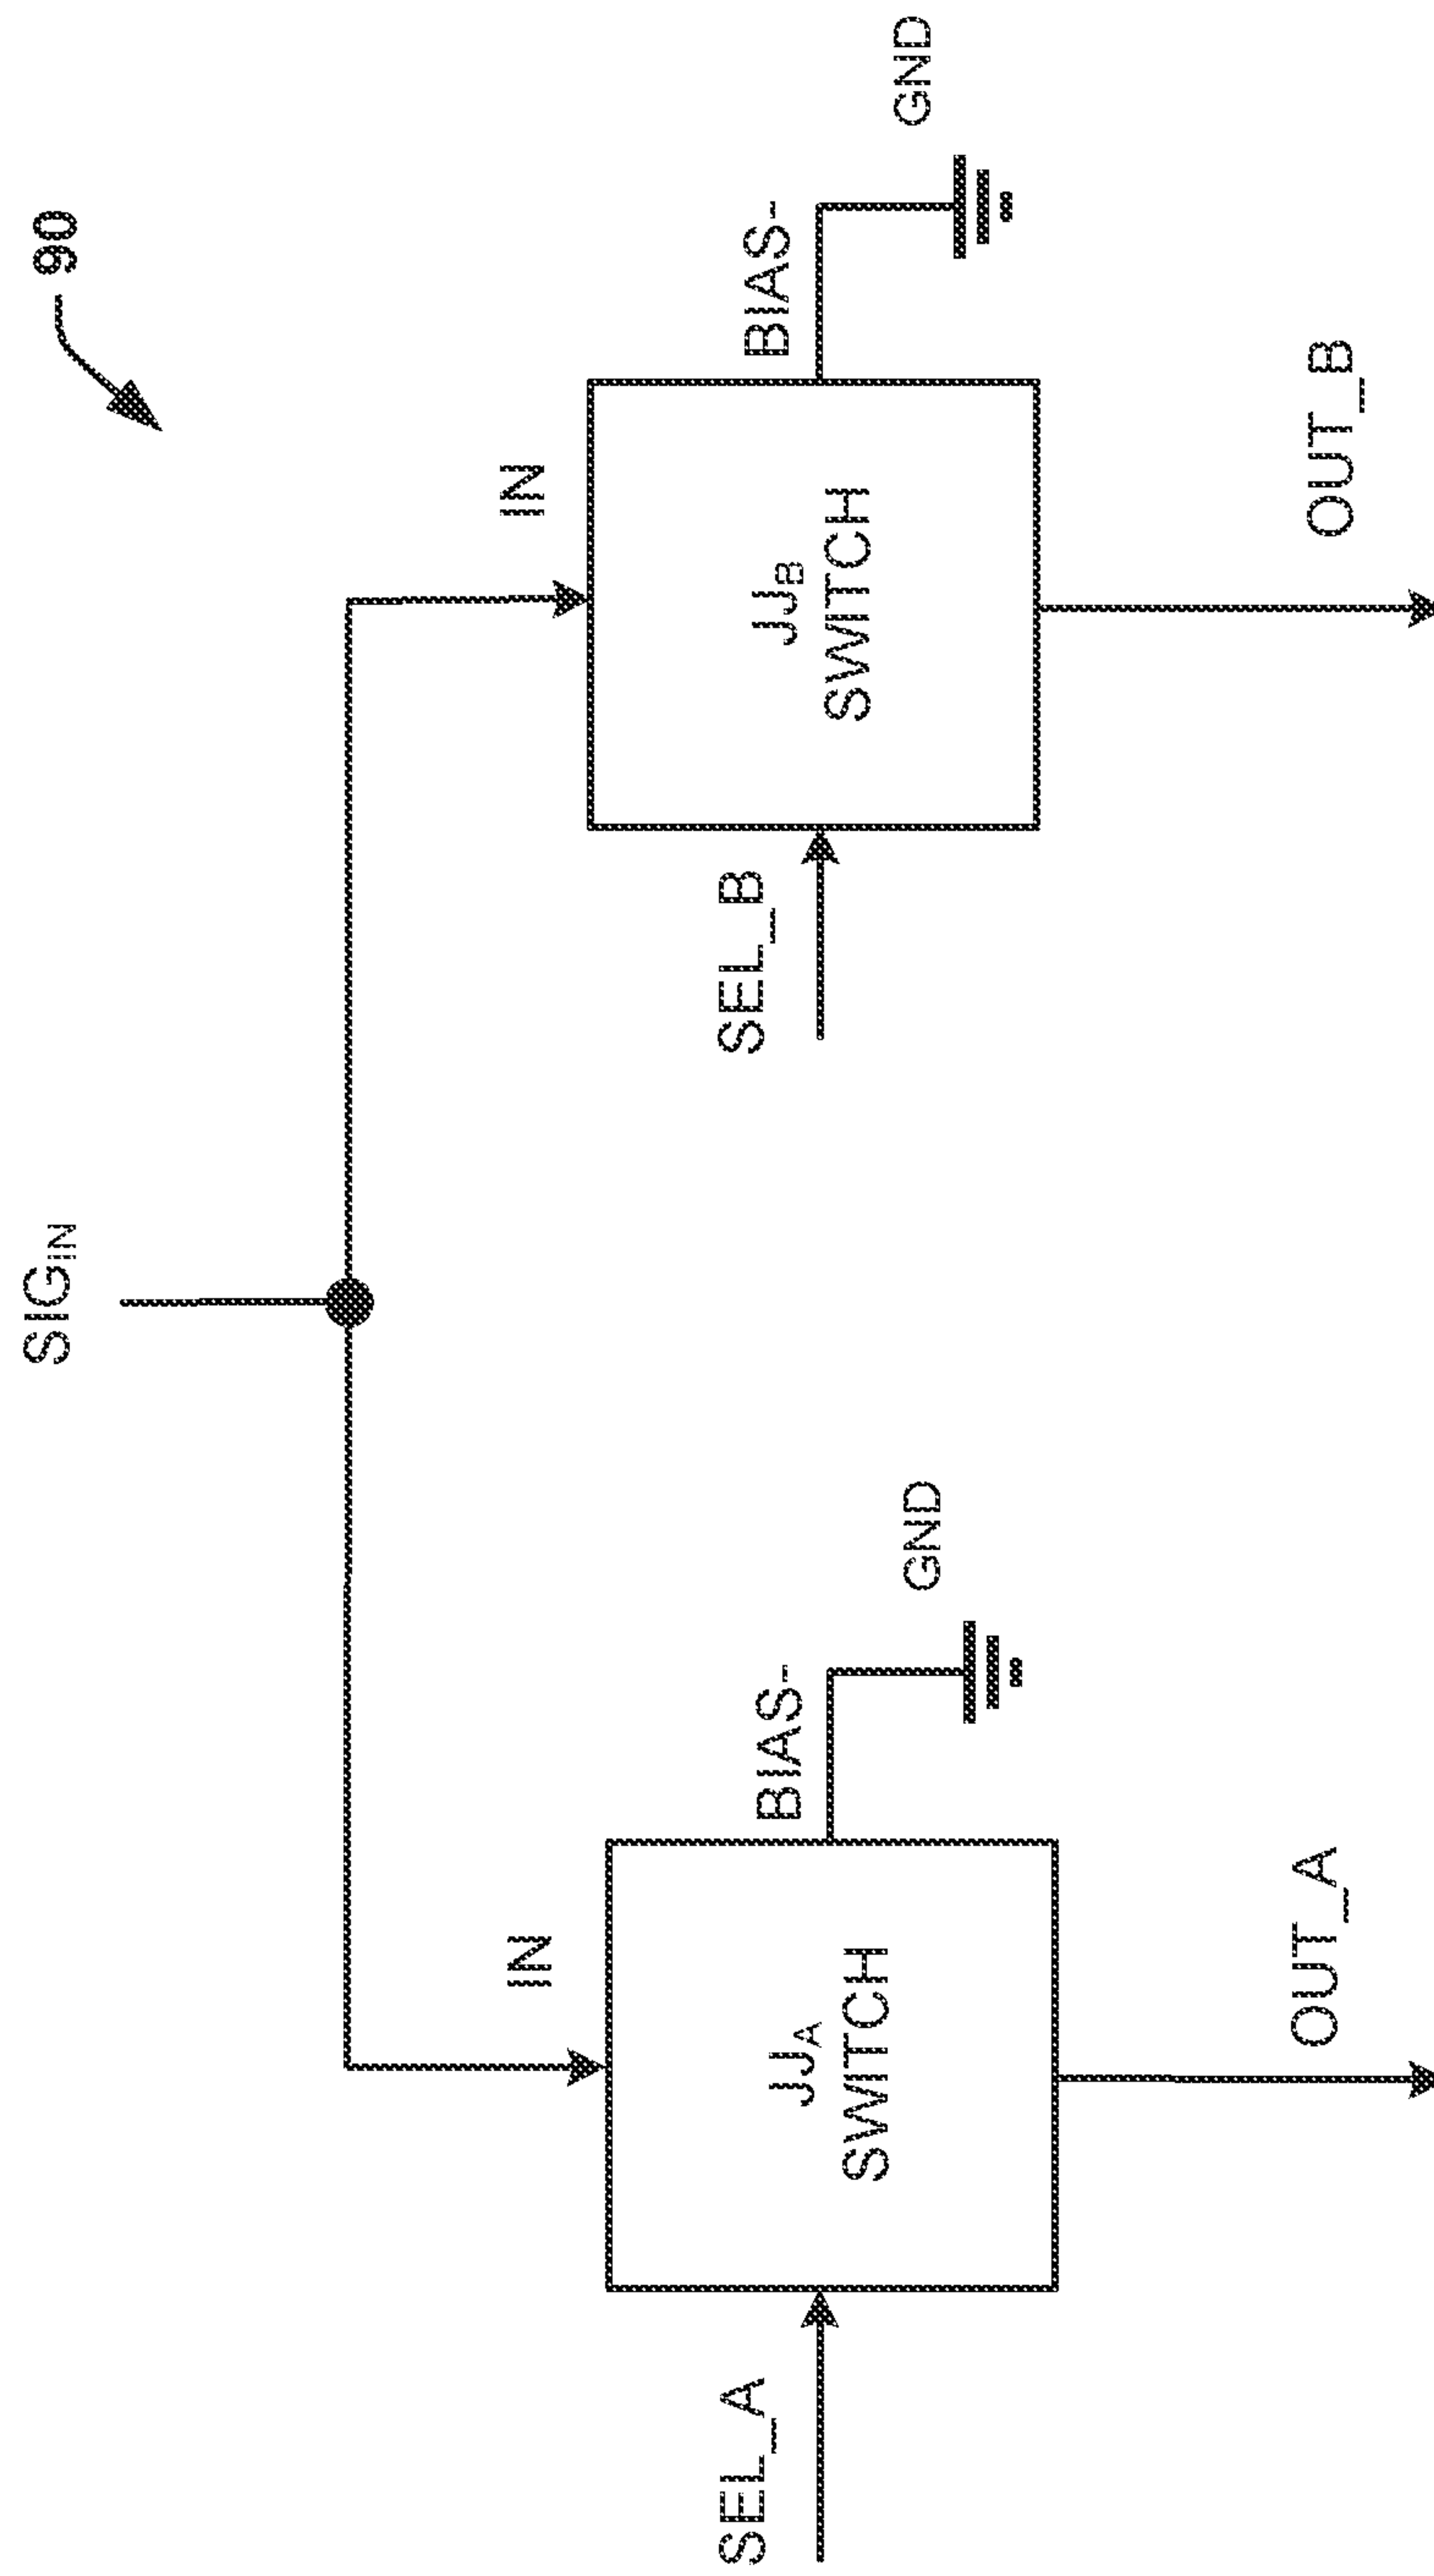 90
SIG_IN
IN
IN
SEL_A
JJ_A
SWITCH
BIAS-
GND
SEL_B
JJ_B
SWITCH
BIAS-
GND
OUT_A
OUT_B